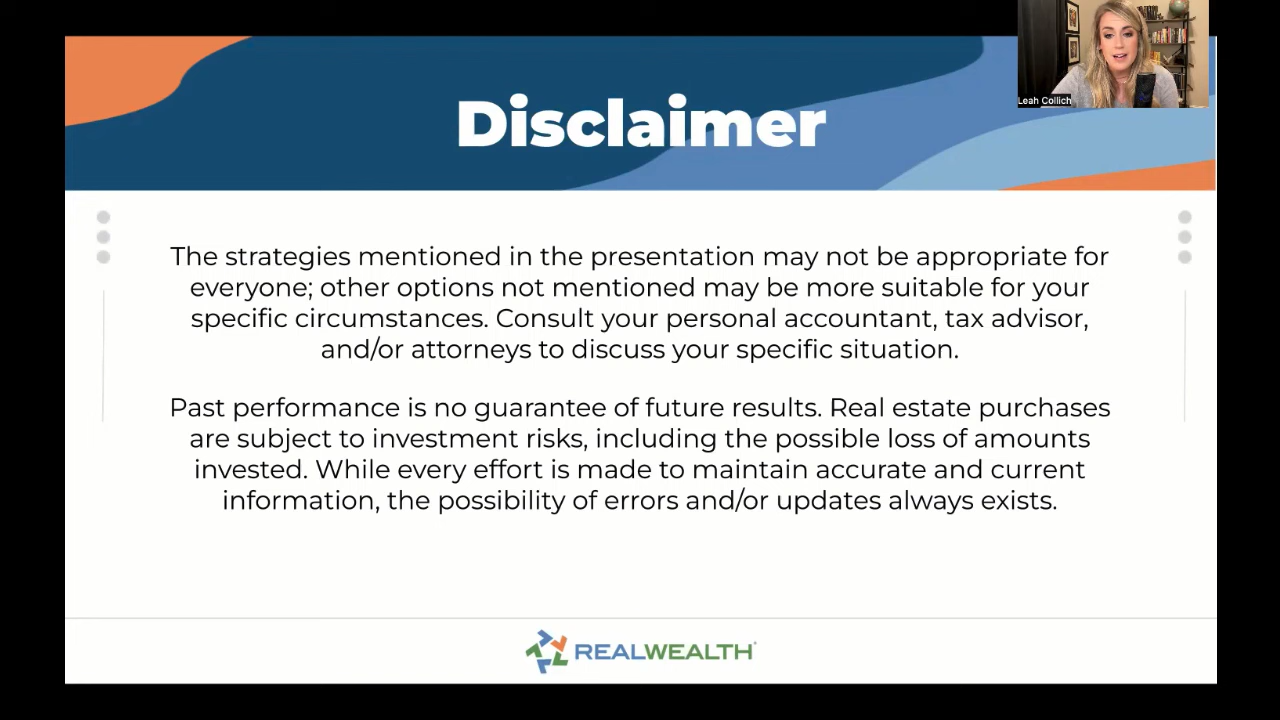 Disclaimer
Leah Collich
The strategies mentioned in the presentation may not be appropriate for
everyone; other options not mentioned may be more suitable for your
specific circumstances. Consult your personal accountant, tax advisor,
and/or attorneys to discuss your specific situation.
Past performance is no guarantee of future results. Real estate purchases
are subject to investment risks, including the possible loss of amounts
invested. While every effort is made to maintain accurate and current
information, the possibility of errors and/or updates always exists.
REALWEALTH